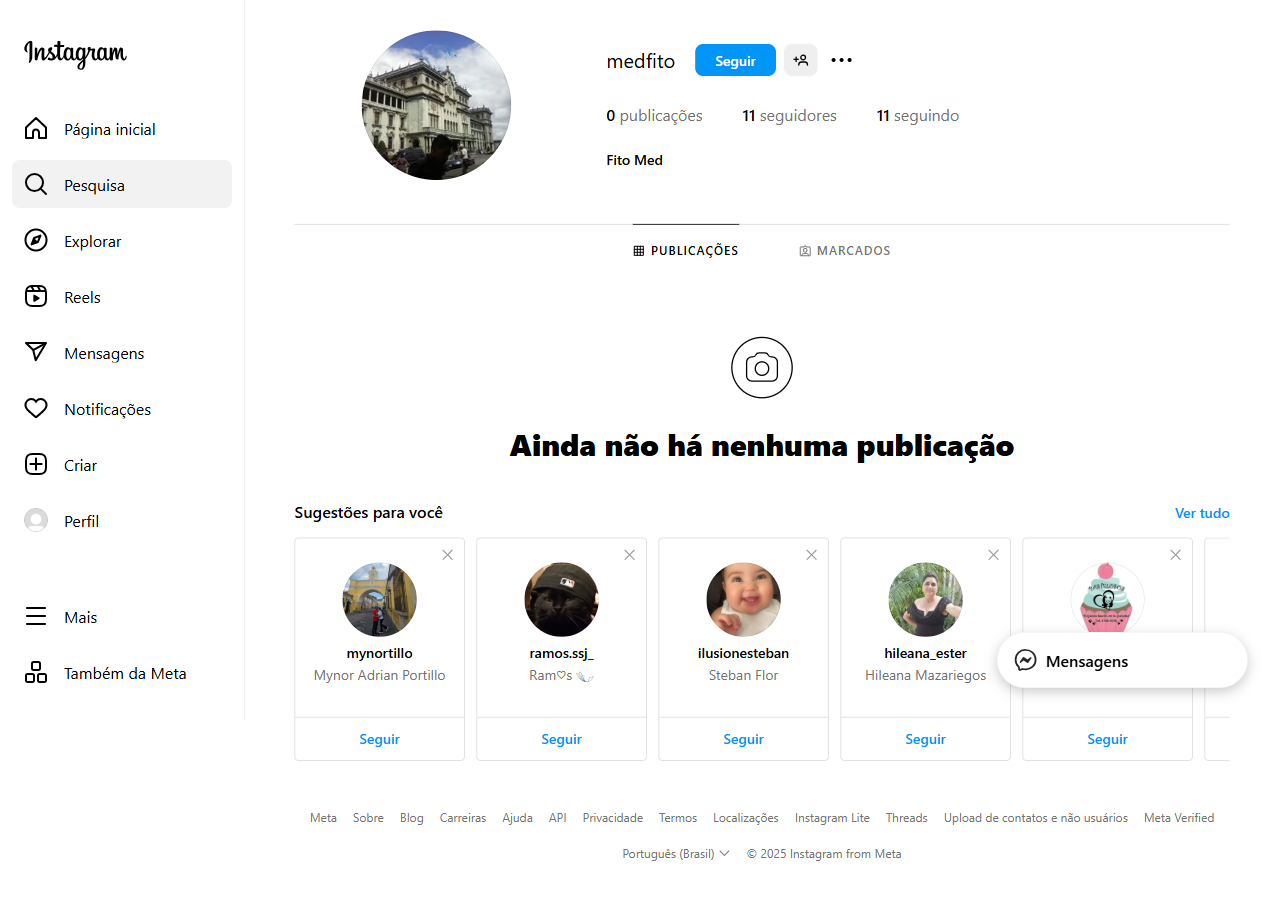 Instagram
Página inicial
Pesquisa
Explorar
Reels
Mensagens
Notificações
Criar
Perfil
Mais
Também da Meta
medfito
Seguir
0 publicações
11 seguidores
11 seguindo
Fito Med
PUBLICAÇÕES
MARCADOS
Ainda não há nenhuma publicação
Sugestões para você
Ver tudo
mynortillo
Mynor Adrian Portillo
Seguir
ramos.ssj_
Ram♡s 🪽
Seguir
ilusionesteban
Steban Flor
Seguir
hileana_ester
Hileana Mazariegos
Seguir
Seguir
Mensagens
Meta
Sobre
Blog
Carreiras
Ajuda
API
Privacidade
Termos
Localizações
Instagram Lite
Threads
Upload de contatos e não usuários
Meta Verified
Português (Brasil)
© 2025 Instagram from Meta